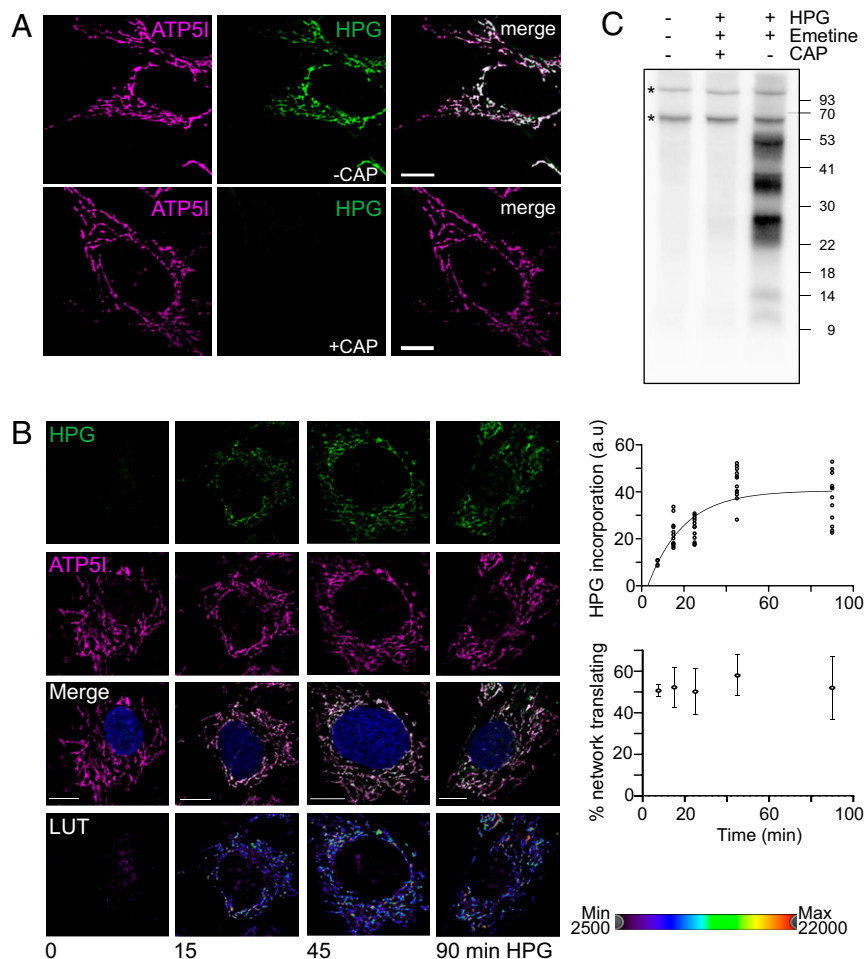 A
ATP5I
HPG
merge
-CAP
ATP5I
HPG
merge
+CAP
C
- + + HPG
- + + Emetine
- + - CAP
*
*
93
70
53
41
30
22
18
14
9
B
HPG
ATP5I
Merge
LUT
0 15 45 90 min HPG
HPG incorporation (a.u)
60
40
20
0
0 20 60 100
% network translating
60
40
20
0
0 20 60 100
Time (min)
Min
2500
Max
22000